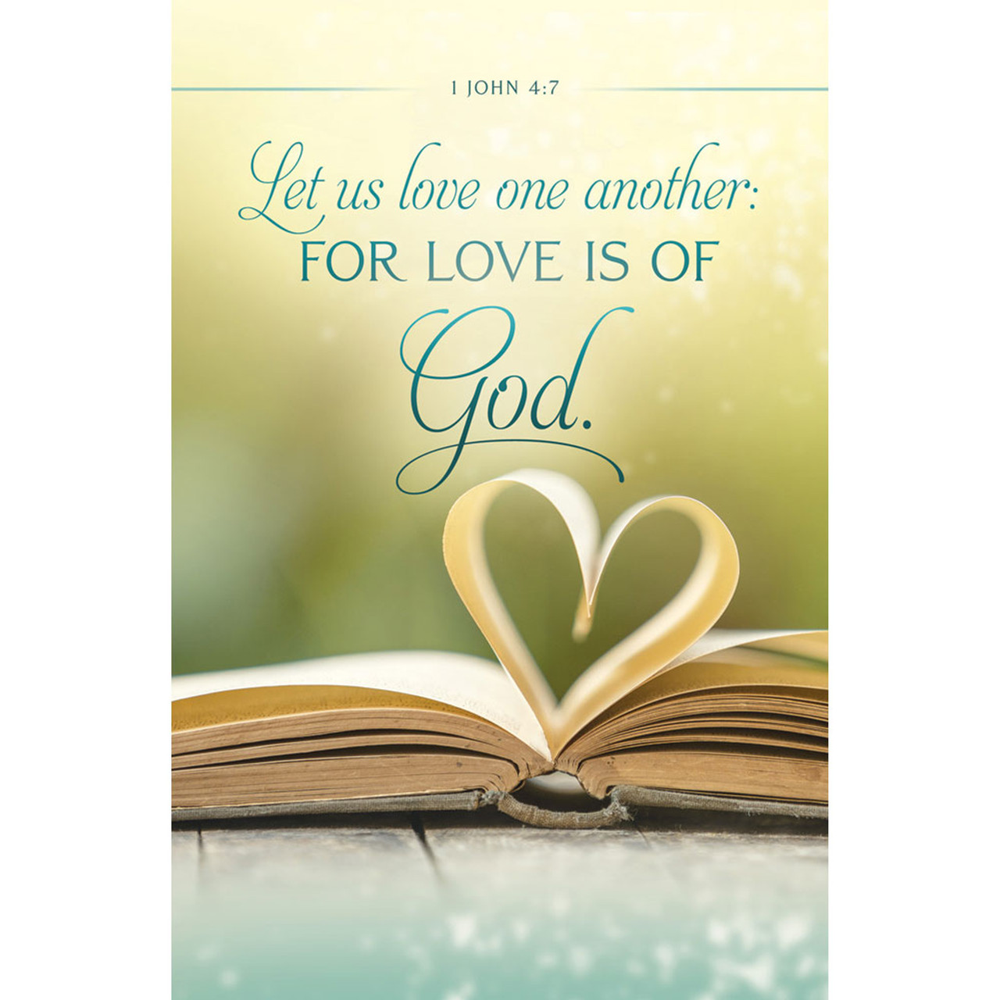 1 JOHN 4:7
Let us love one another:
FOR LOVE IS OF
God.